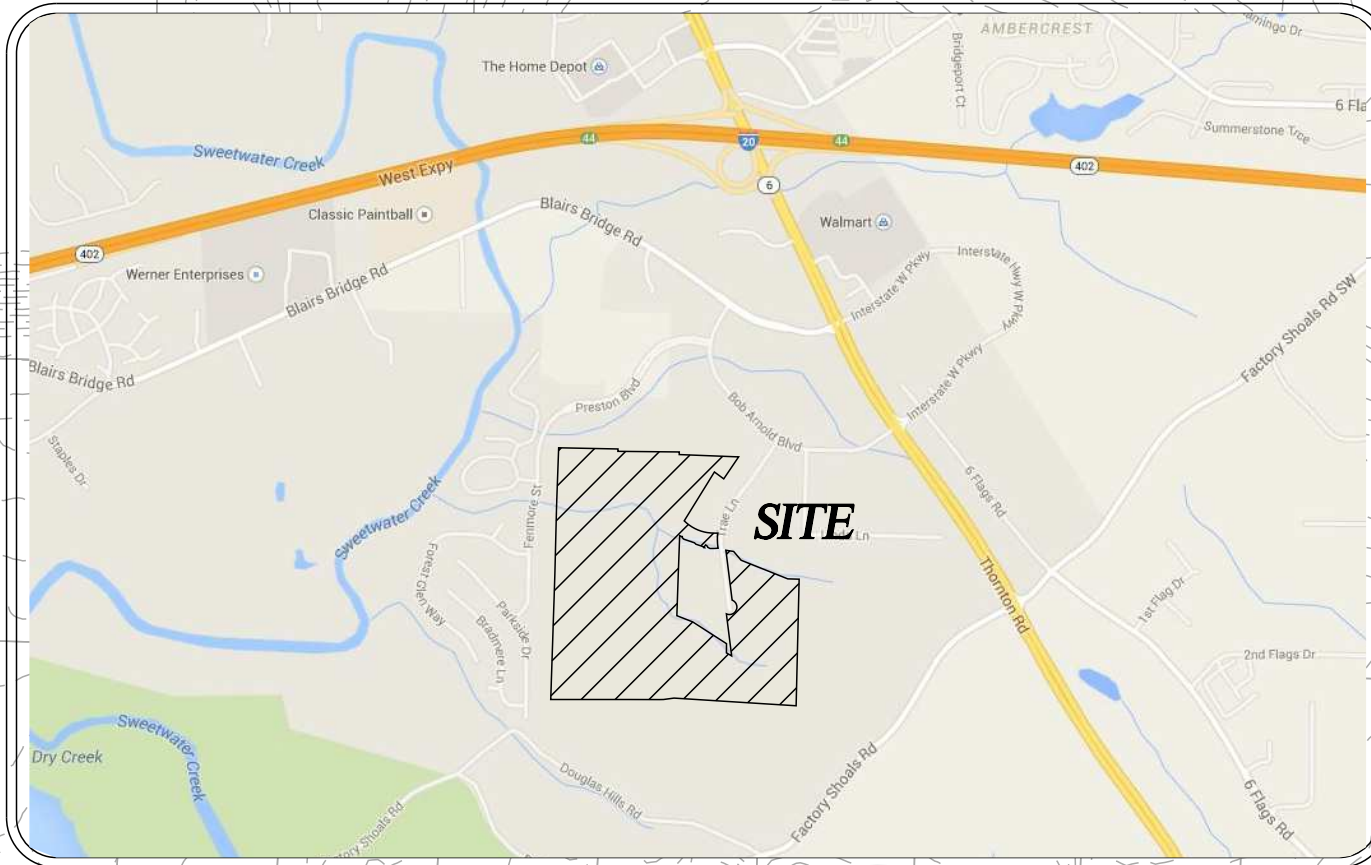 AMBERCREST
The Home Depot
Bridgeport Ct
6 Fla
Summerstone Trce
44
20
44
Sweetwater Creek
West Expy
402
6
Classic Paintball
Blairs Bridge Rd
Walmart
402
Werner Enterprises
Blairs Bridge Rd
Interstate W Pkwy
Interstate Hwy W Pkwy
Factory Shoals Rd SW
Blairs Bridge Rd
Preston Blvd
Bob Arnold Blvd
Interstate W Pkwy
Staples Dr
6 Flags Rd
Sweetwater Creek
Fenmore St
SITE
Ln
Forest Glen Way
Parkside Dr
Bradmere Ln
Thornton Rd
1st Flag Dr
2nd Flags Dr
Sweetwater Creek
Dry Creek
Douglas Hills Rd
Factory Shoals Rd
6 Flags Rd
tory Shoals Rd